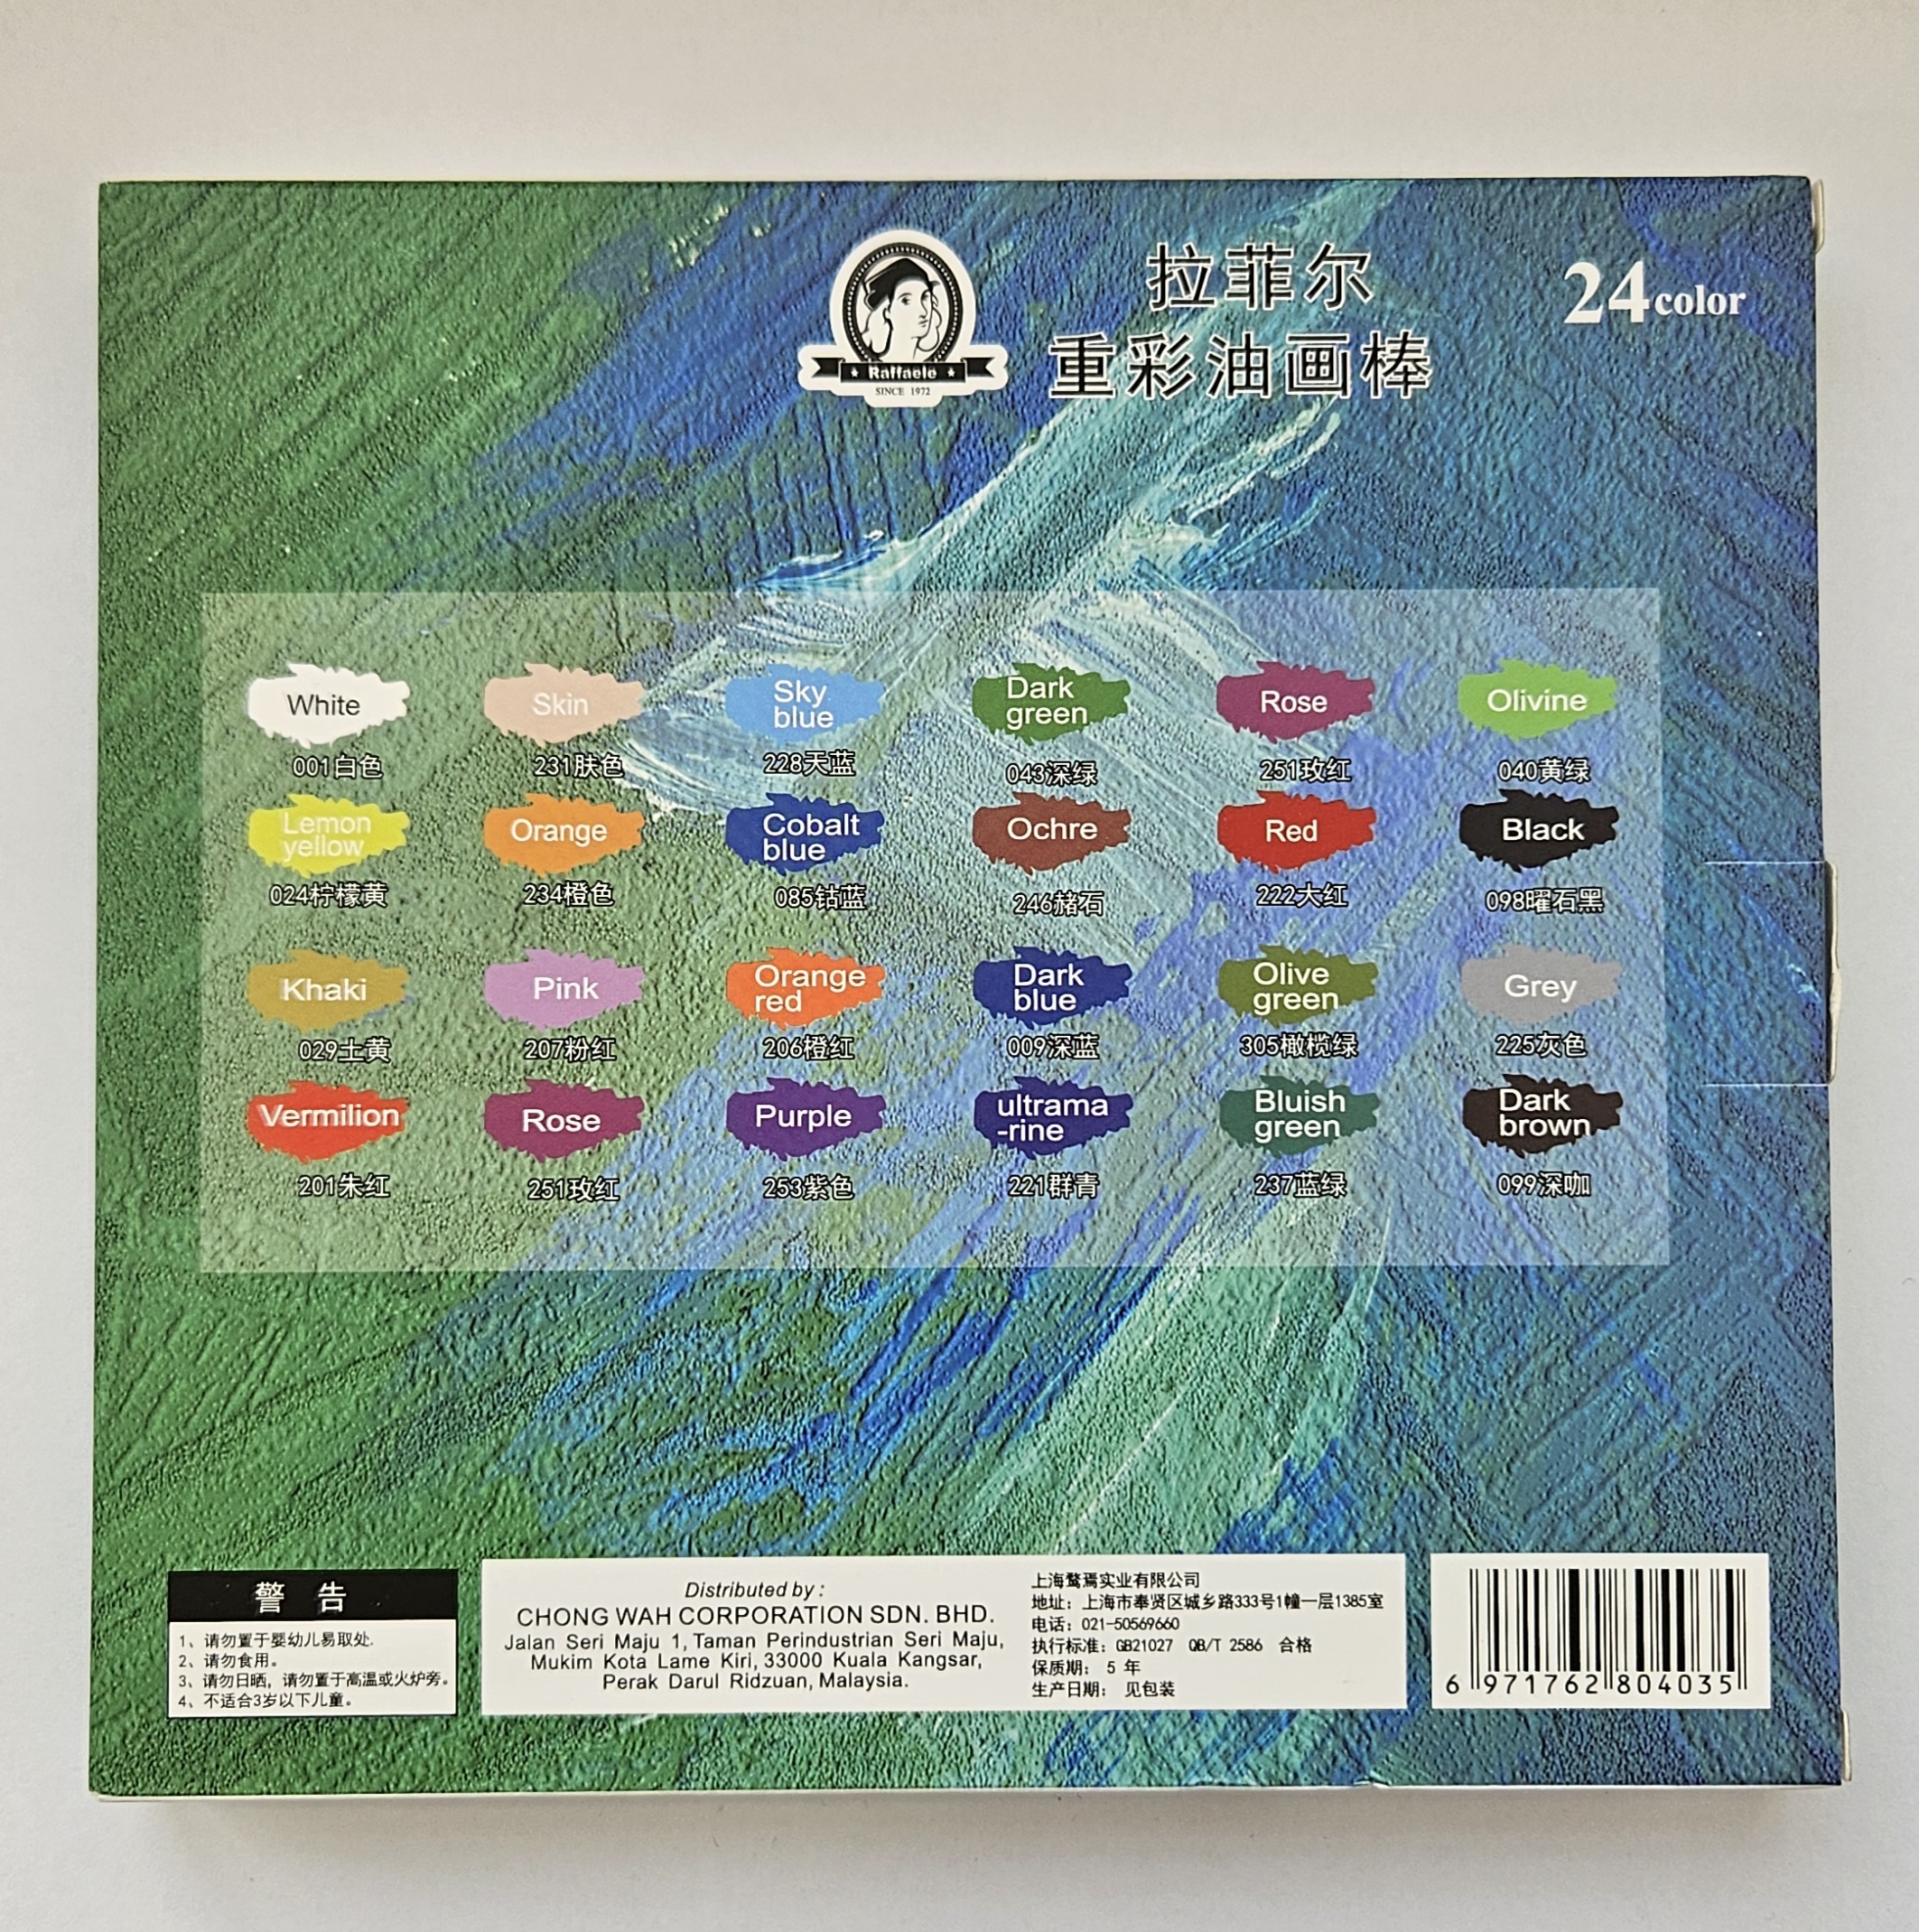 Raffaele
SINCE 1972
拉菲尔
重彩油画棒
24color
White
Skin
Sky
blue
Dark
green
Rose
Olivine
001白色
231肤色
228天蓝
043深绿
251玫红
040黄绿
Lemon
yellow
Orange
Cobalt
blue
Ochre
Red
Black
024柠檬黄
234橙色
085钴蓝
246赭石
222大红
098曜石黑
Khaki
Pink
Orange
red
Dark
blue
Olive
green
Grey
029土黄
207粉红
206橙红
009深蓝
305橄榄绿
225灰色
Vermilion
Rose
Purple
ultrama
-rine
Bluish
green
Dark
brown
201朱红
251玫红
253紫色
221群青
237蓝绿
099深咖
警 告
1、请勿置于婴幼儿易取处.
2、请勿食用。
3、请勿日晒，请勿置于高温或火炉旁。
4、不适合3岁以下儿童。
Distributed by :
CHONG WAH CORPORATION SDN. BHD.
Jalan Seri Maju 1, Taman Perindustrian Seri Maju,
Mukim Kota Lame Kiri, 33000 Kuala Kangsar,
Perak Darul Ridzuan, Malaysia.
上海鹜焉实业有限公司
地址：上海市奉贤区城乡路333号1幢一层1385室
电话：021-50569660
执行标准：GB21027 QB/T 2586 合格
保质期： 5 年
生产日期： 见包装
6 971762 804035